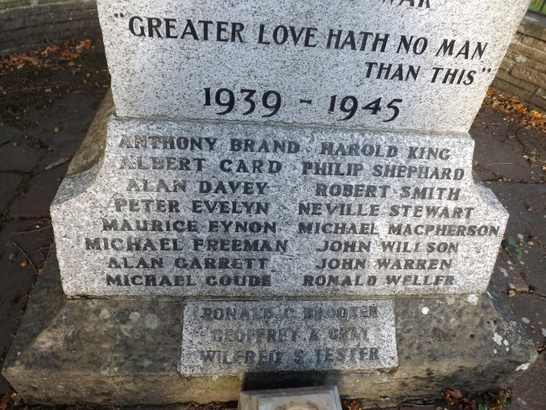 WAR
"GREATER LOVE HATH NO MAN
THAN THIS"
1939 - 1945
ANTHONY BRAND HAROLD KING
ALBERT CARD PHILIP SHEPHARD
ALAN DAVEY ROBERT SMITH
PETER EVELYN NEVILLE STEWART
MAURICE EYNON MICHAEL MACPHERSON
MICHAEL FREEMAN JOHN WILLSON
ALAN GARRETT JOHN WARREN
MICHAEL GOUDE RONALD WELLER
RONALD C BROOKER
GEOFFREY A GRAY
WILFRED S LESTER